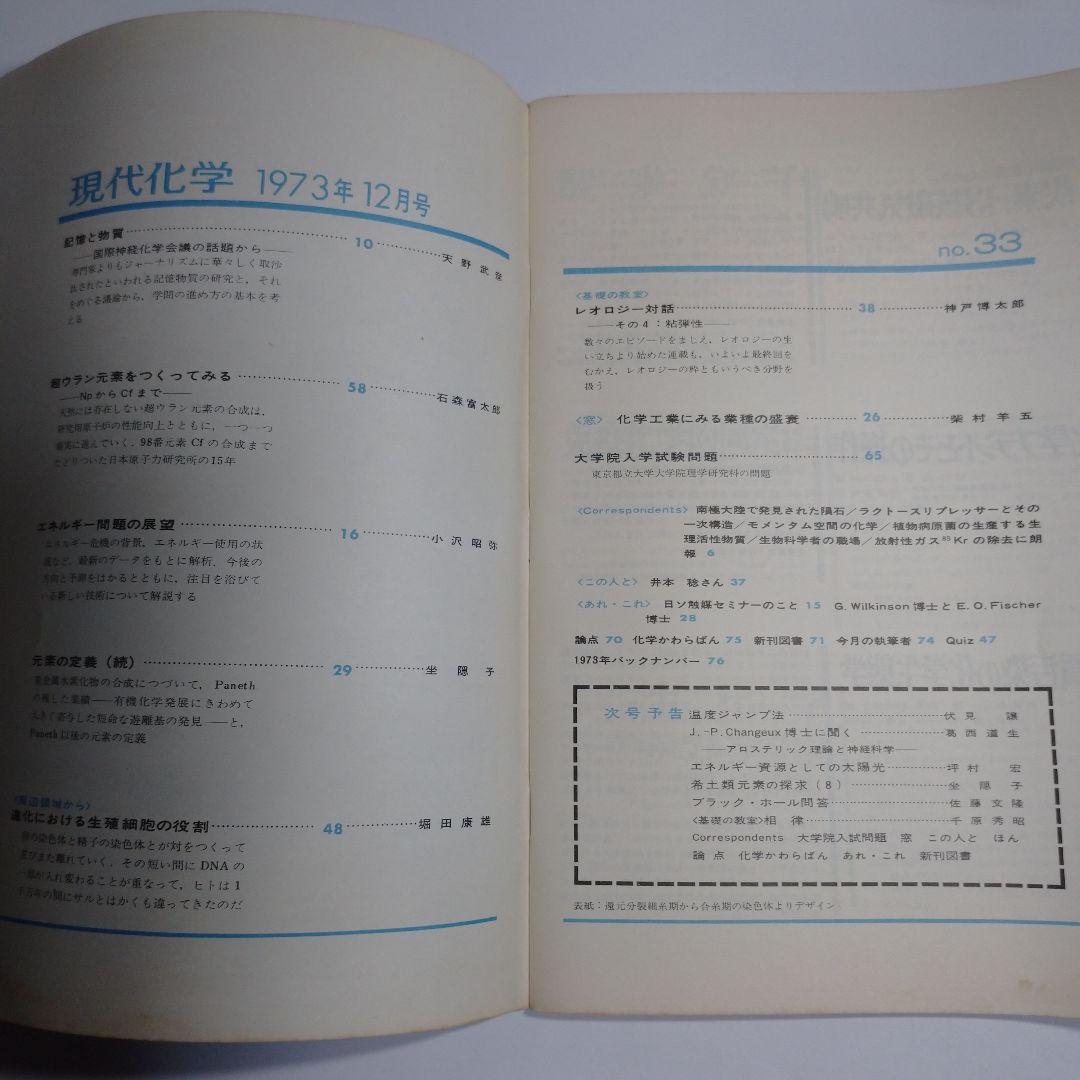 現代化学 1973年12月号
記憶と物質 10 天野武彦
——国際神経化学会議の話題から——
専門家よりもジャーナリズムに華々しく取沙
汰されたといわれる記憶物質の研究と，それ
をめぐる議論から，学問の進め方の基本を考
える
超ウラン元素をつくってみる 58 石森富太郎
——NpからCfまで——
天然には存在しない超ウラン元素の合成は，
研究用原子炉の性能向上とともに，一つ一つ
着実に進んでいく．98番元素Cfの合成まで
たどりついた日本原子力研究所の15年
エネルギー問題の展望 16 小沢昭弥
エネルギー危機の背景，エネルギー使用の状
況など，最新のデータをもとに解析．今後の
方向と予測をはかるとともに，注目を浴びて
いる新しい技術について解説する
元素の定義（続） 29 坐隠子
重金属水素化物の合成につづいて，Paneth
の残した業績——有機化学発展にきわめて
大きく寄与した短命な遊離基の発見——と，
Paneth以後の元素の定義
〈周辺領域から〉
進化における生殖細胞の役割 48 堀田康雄
卵の染色体と精子の染色体とが対をつくって
及びまた離れていく．その短い間にDNAの
一部が入れ変わることが重なって，ヒトは1
千万年の間にサルとはかくも違ってきたのだ
no.33
〈基礎の教室〉
レオロジー対話 38 神戸博太郎
——その4：粘弾性——
数々のエピソードをまじえ，レオロジーの生
い立ちより始めた連載も，いよいよ最終回を
むかえ，レオロジーの粋ともいうべき分野を
扱う
〈窓〉 化学工業にみる業種の盛衰 26 柴村羊五
大学院入学試験問題 65
東京都立大学大学院理学研究科の問題
〈Correspondents〉 南極大陸で発見された隕石／ラクトースリプレッサーとその
一次構造／モメンタム空間の化学／植物病原菌の生産する生
理活性物質／生物科学者の職場／放射性ガス⁸⁵Krの除去に朗
報 6
〈この人と〉 井本 稔さん 37
〈あれ・これ〉 日ソ触媒セミナーのこと 15 G. Wilkinson博士とE. O. Fischer
博士 28
論点 70 化学かわらばん 75 新刊図書 71 今月の執筆者 74 Quiz 47
1973年バックナンバー 76
次号予告 温度ジャンプ法 伏見 譲
J. -P. Changeux博士に聞く 葛西道生
——アロステリック理論と神経科学——
エネルギー資源としての太陽光 坪村 宏
希土類元素の探求（8） 坐隠子
ブラック・ホール問答 佐藤文隆
〈基礎の教室〉相 律 千原秀昭
Correspondents 大学院入試問題 窓 この人と ほん
論点 化学かわらばん あれ・これ 新刊図書
表紙：還元分裂細糸期から合糸期の染色体よりデザイン